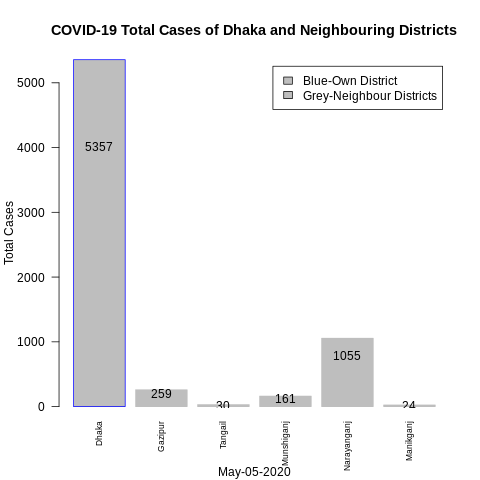 COVID-19 Total Cases of Dhaka and Neighbouring Districts
Blue-Own District
Grey-Neighbour Districts
Total Cases
5000
4000
3000
2000
1000
0
5357
259
30
161
1055
24
Dhaka
Gazipur
Tangail
Munshiganj
Narayanganj
Manikganj
May-05-2020